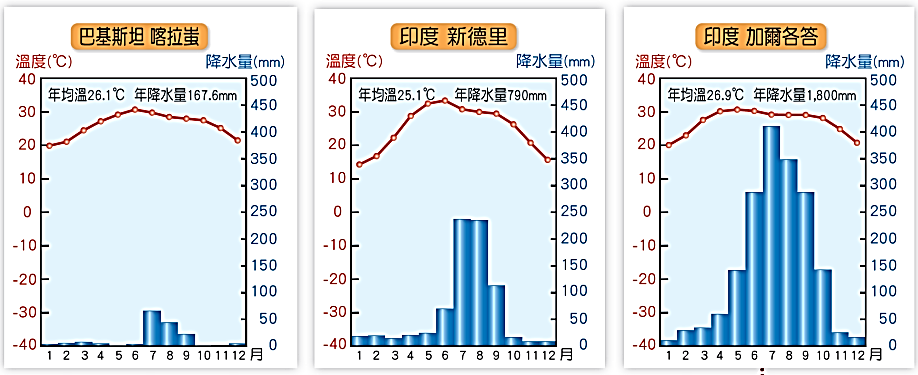 巴基斯坦 喀拉蚩
溫度(℃) 降水量(mm)
年均溫26.1℃ 年降水量167.6mm
40 500
30 450
20 400
10 350
0 300
-10 250
-20 200
-30 150
-40 100
50
0
1 2 3 4 5 6 7 8 9 10 11 12 月
印度 新德里
溫度(℃) 降水量(mm)
年均溫25.1℃ 年降水量790mm
40 500
30 450
20 400
10 350
0 300
-10 250
-20 200
-30 150
-40 100
50
0
1 2 3 4 5 6 7 8 9 10 11 12 月
印度 加爾各答
溫度(℃) 降水量(mm)
年均溫26.9℃ 年降水量1,800mm
40 500
30 450
20 400
10 350
0 300
-10 250
-20 200
-30 150
-40 100
50
0
1 2 3 4 5 6 7 8 9 10 11 12 月